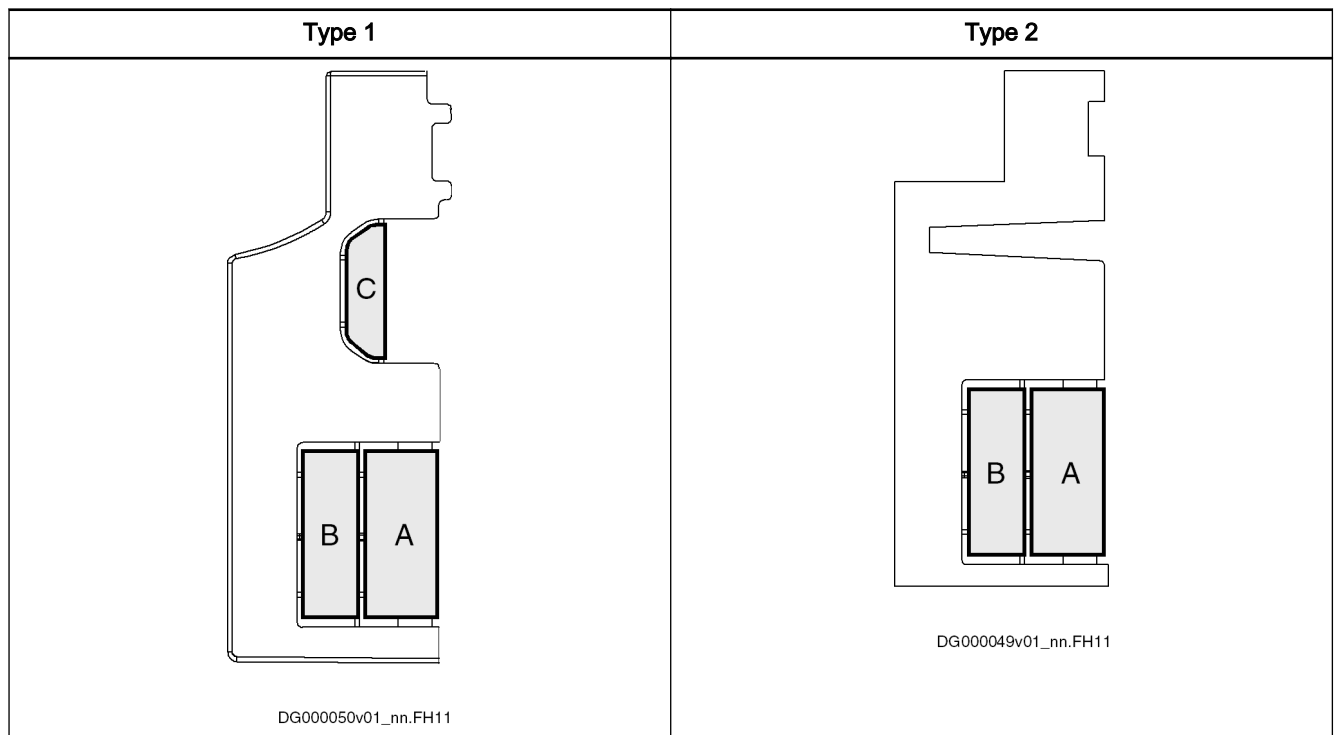 Type 1
Type 2
C
B
A
DG000050v01_nn.FH11
B
A
DG000049v01_nn.FH11